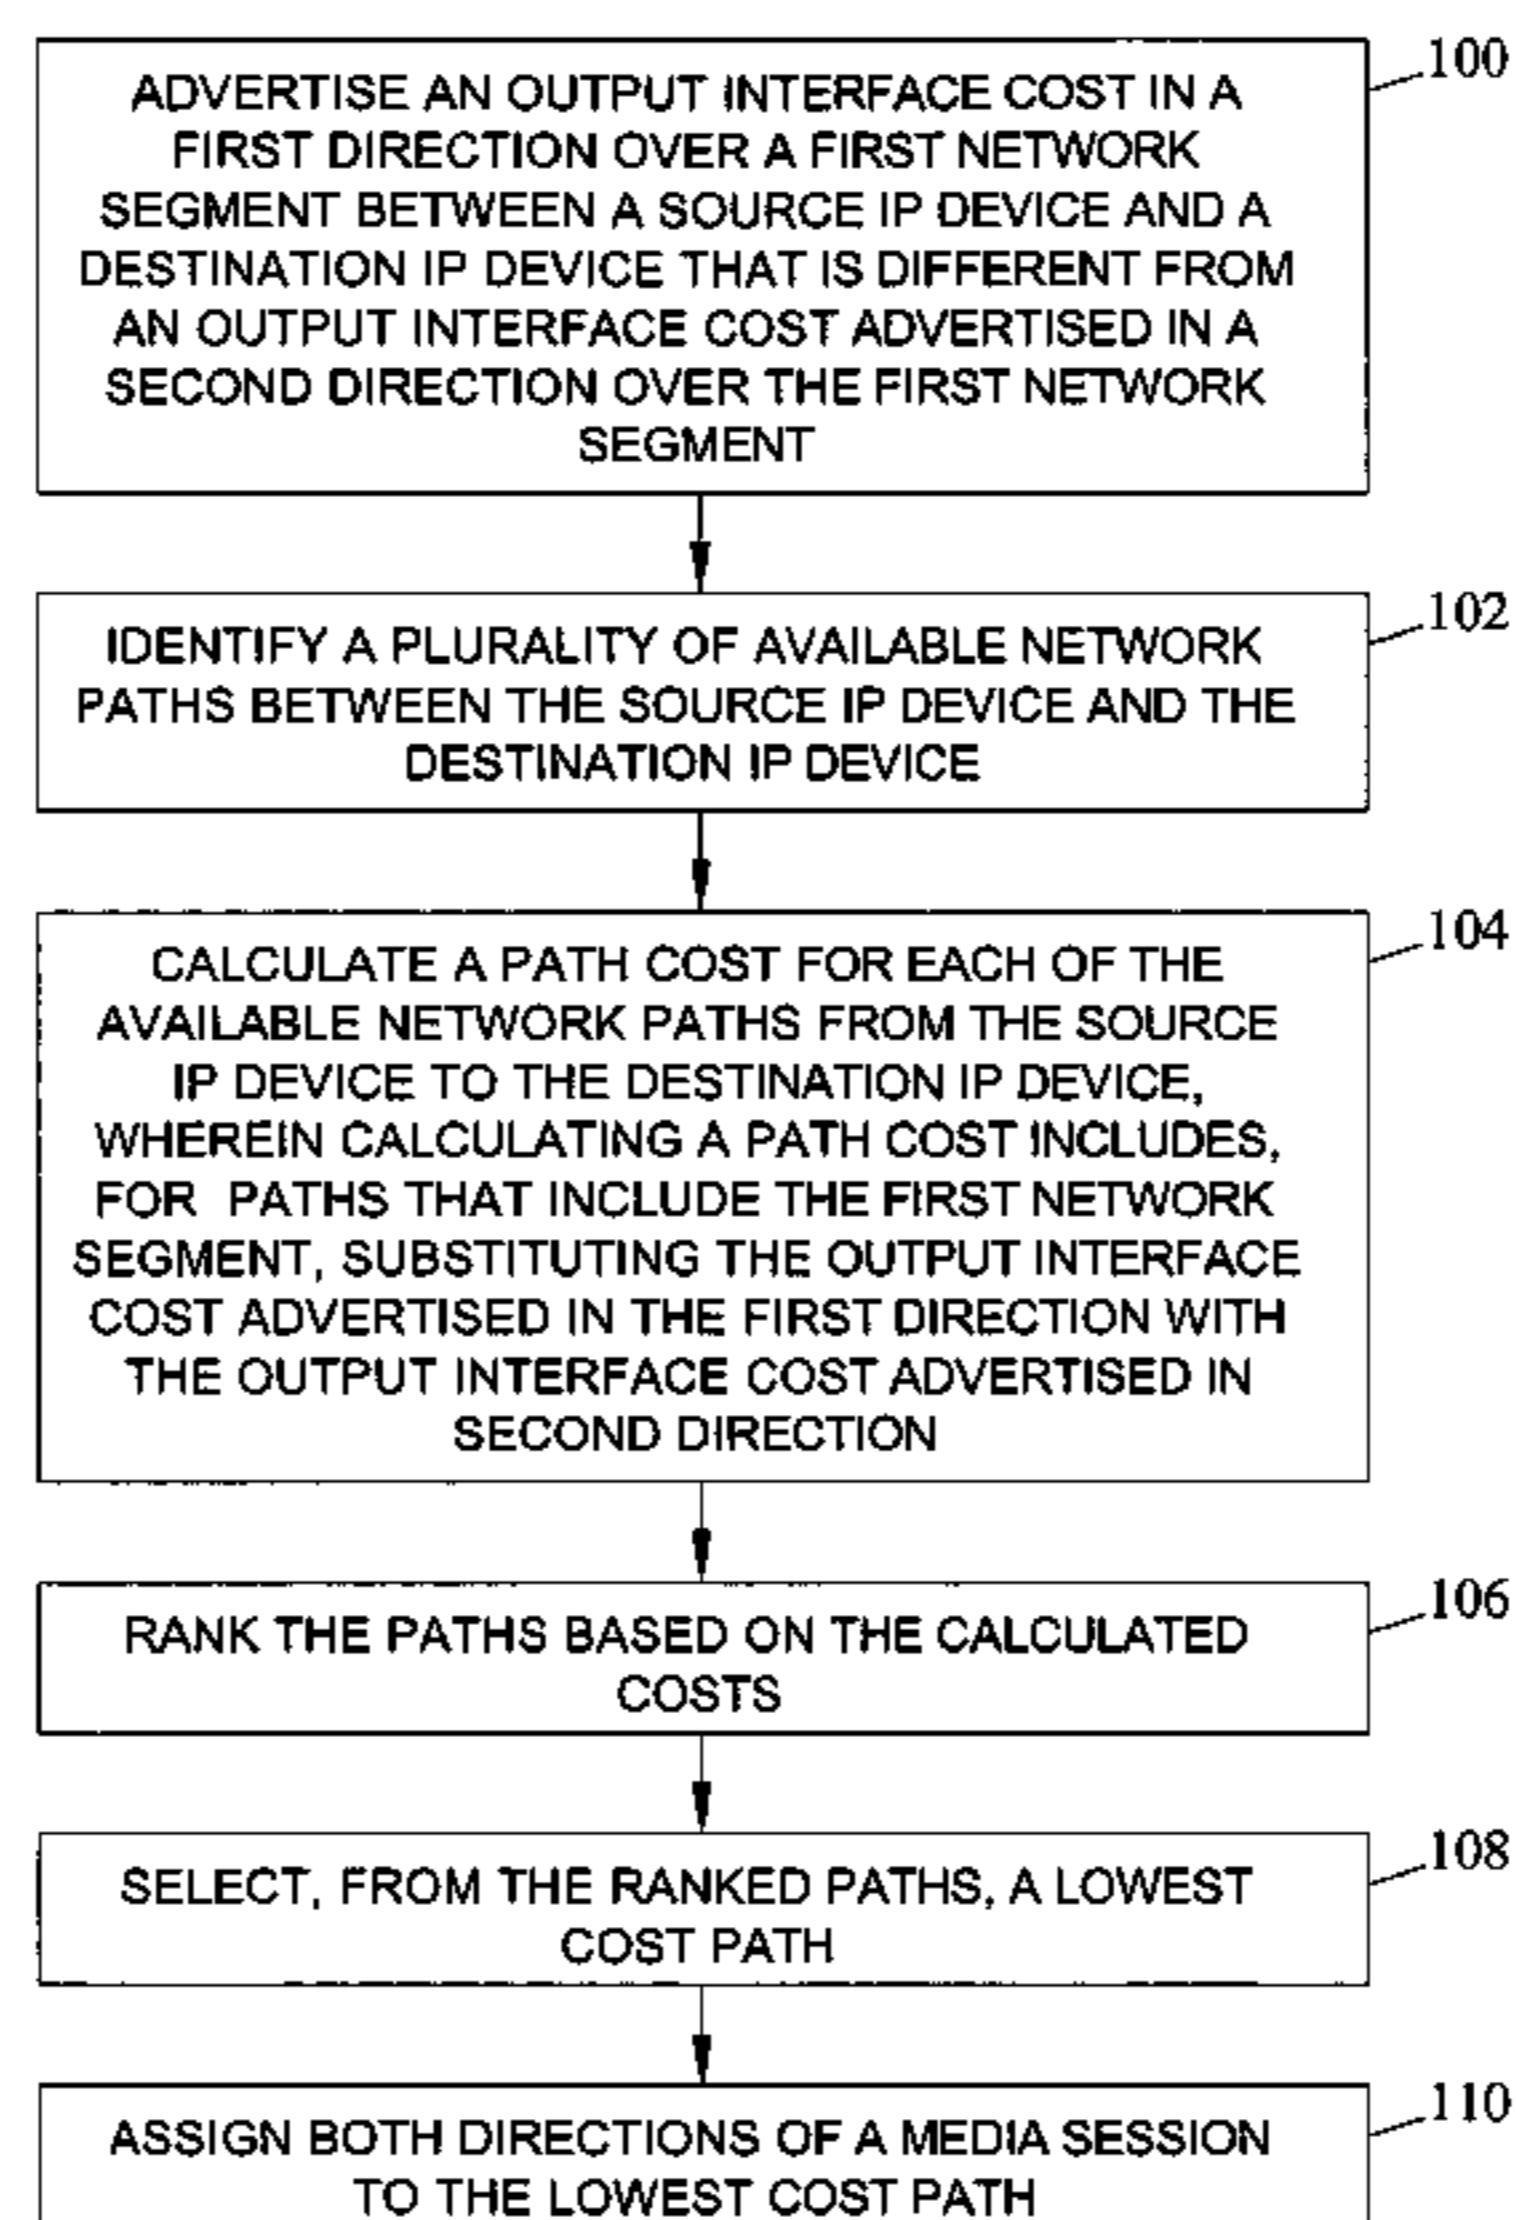 100
ADVERTISE AN OUTPUT INTERFACE COST IN A
FIRST DIRECTION OVER A FIRST NETWORK
SEGMENT BETWEEN A SOURCE IP DEVICE AND A
DESTINATION IP DEVICE THAT IS DIFFERENT FROM
AN OUTPUT INTERFACE COST ADVERTISED IN A
SECOND DIRECTION OVER THE FIRST NETWORK
SEGMENT
102
IDENTIFY A PLURALITY OF AVAILABLE NETWORK
PATHS BETWEEN THE SOURCE IP DEVICE AND THE
DESTINATION IP DEVICE
104
CALCULATE A PATH COST FOR EACH OF THE
AVAILABLE NETWORK PATHS FROM THE SOURCE
IP DEVICE TO THE DESTINATION IP DEVICE,
WHEREIN CALCULATING A PATH COST INCLUDES,
FOR PATHS THAT INCLUDE THE FIRST NETWORK
SEGMENT, SUBSTITUTING THE OUTPUT INTERFACE
COST ADVERTISED IN THE FIRST DIRECTION WITH
THE OUTPUT INTERFACE COST ADVERTISED IN
SECOND DIRECTION
106
RANK THE PATHS BASED ON THE CALCULATED
COSTS
108
SELECT, FROM THE RANKED PATHS, A LOWEST
COST PATH
110
ASSIGN BOTH DIRECTIONS OF A MEDIA SESSION
TO THE LOWEST COST PATH